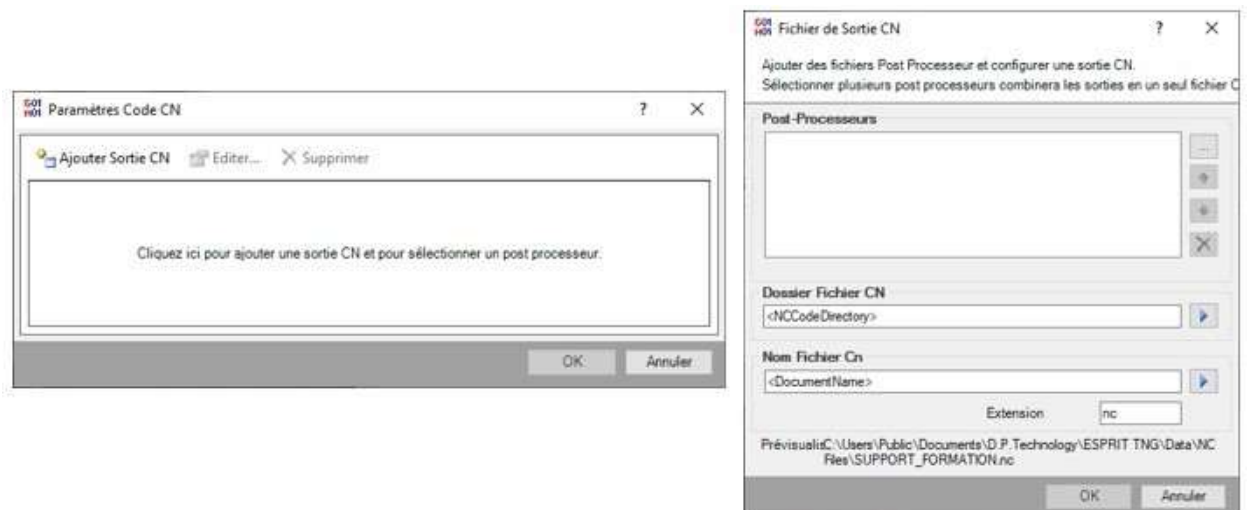 Paramètres Code CN
Ajouter Sortie CN Editer... Supprimer
Cliquez ici pour ajouter une sortie CN et pour sélectionner un post processeur.
OK Annuler
Fichier de Sortie CN
Ajouter des fichiers Post Processeur et configurer une sortie CN.
Sélectionner plusieurs post processeurs combinera les sorties en un seul fichier C
Post-Processeurs
...
Dossier Fichier CN
<NCCodeDirectory>
Nom Fichier Cn
<DocumentName>
Extension nc
Prévisualis C:\Users\Public\Documents\D.P.Technology\ESPRIT TNG\Data\NC
Files\SUPPORT_FORMATION.nc
OK Annuler